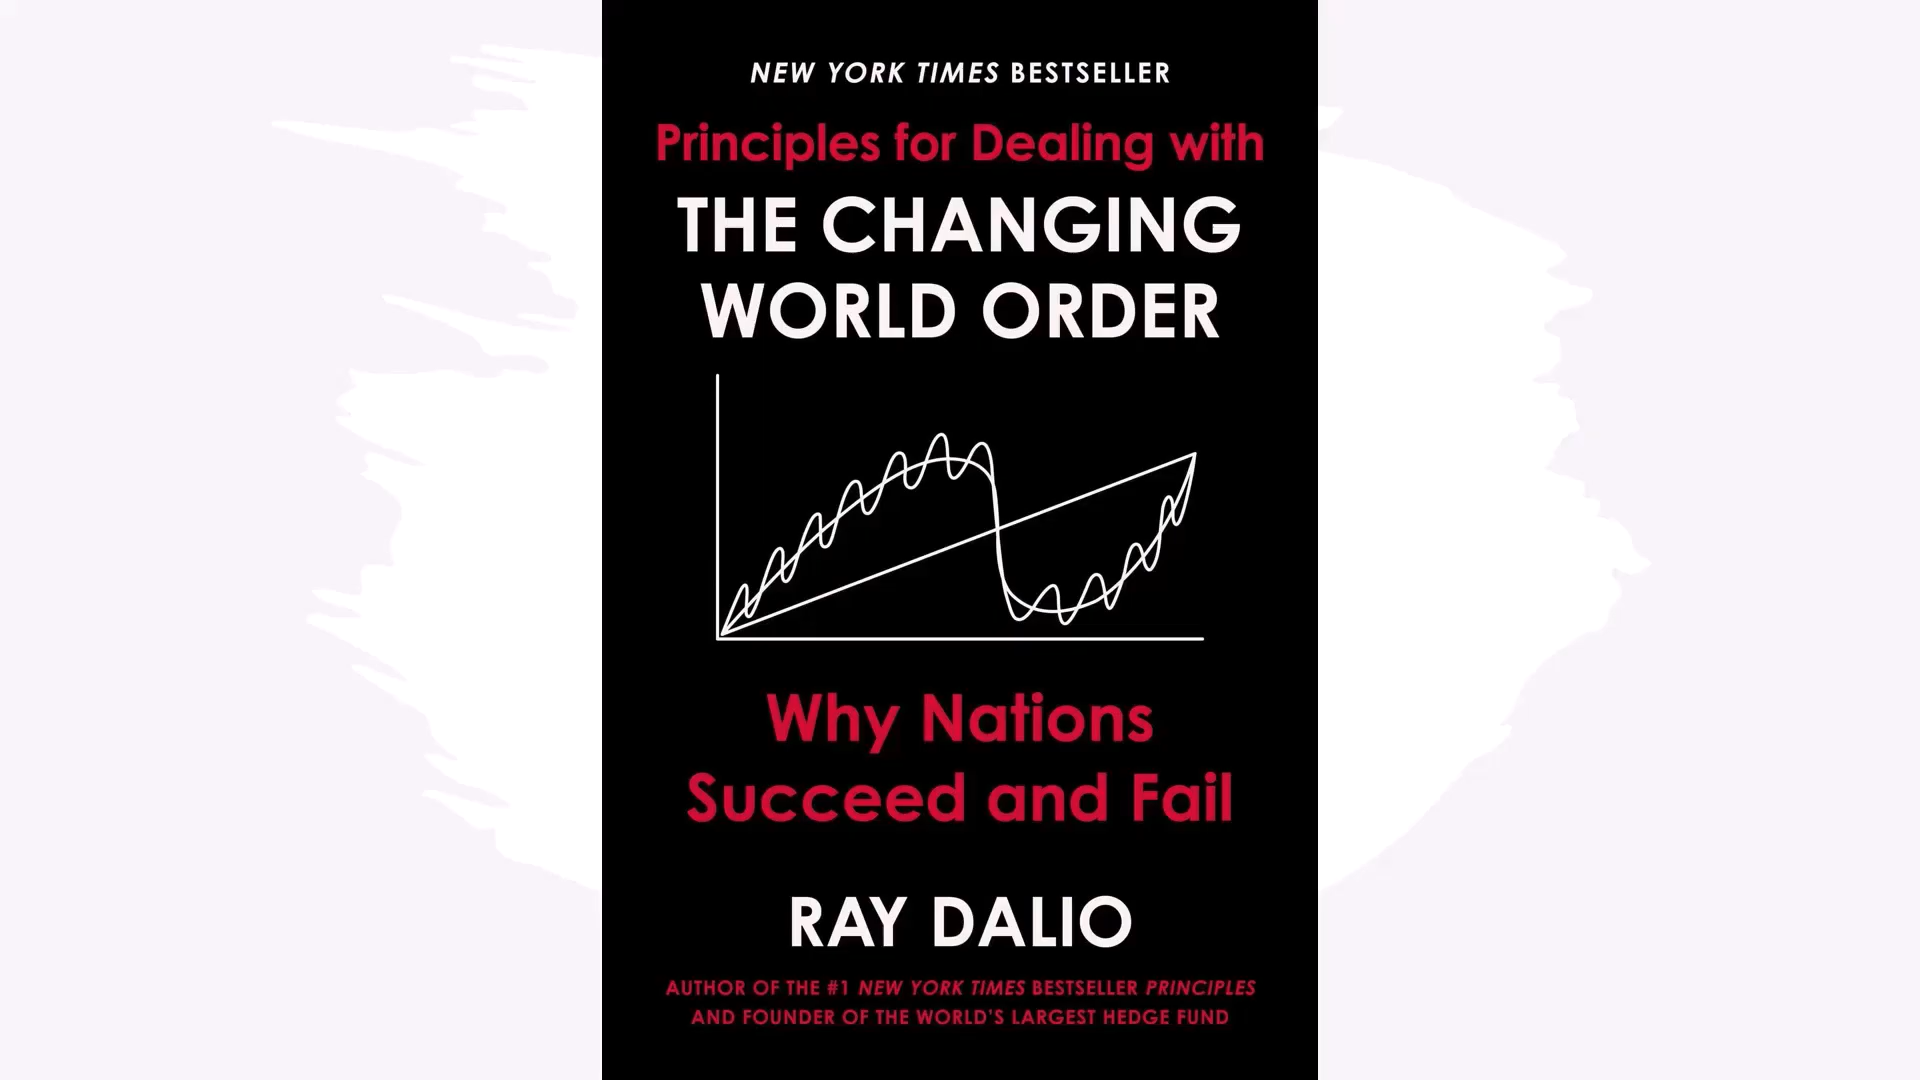 NEW YORK TIMES BESTSELLER
Principles for Dealing with
THE CHANGING
WORLD ORDER
Why Nations
Succeed and Fail
RAY DALIO
AUTHOR OF THE #1 NEW YORK TIMES BESTSELLER PRINCIPLES
AND FOUNDER OF THE WORLD'S LARGEST HEDGE FUND